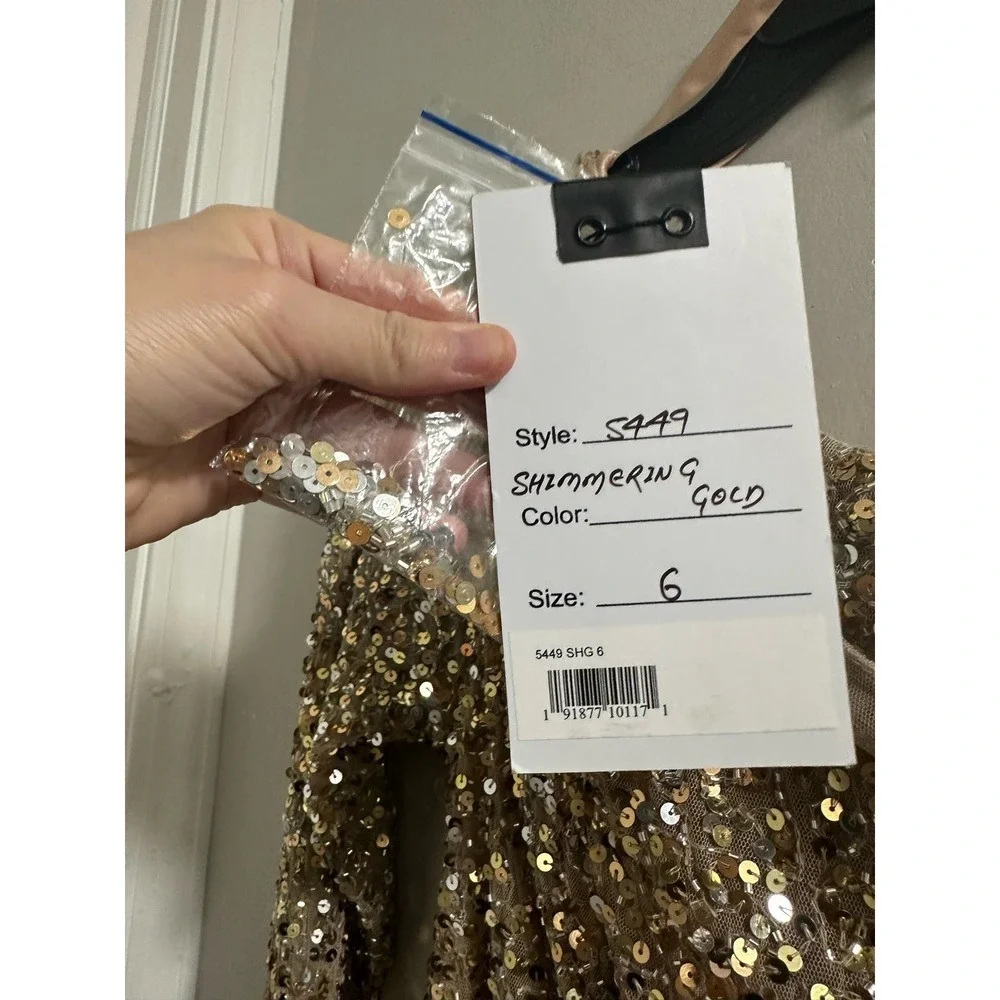 Style: 5449
SHIMMERING
GOLD
Color:
Size: 6
5449 SHG 6
1 91877 10117 1